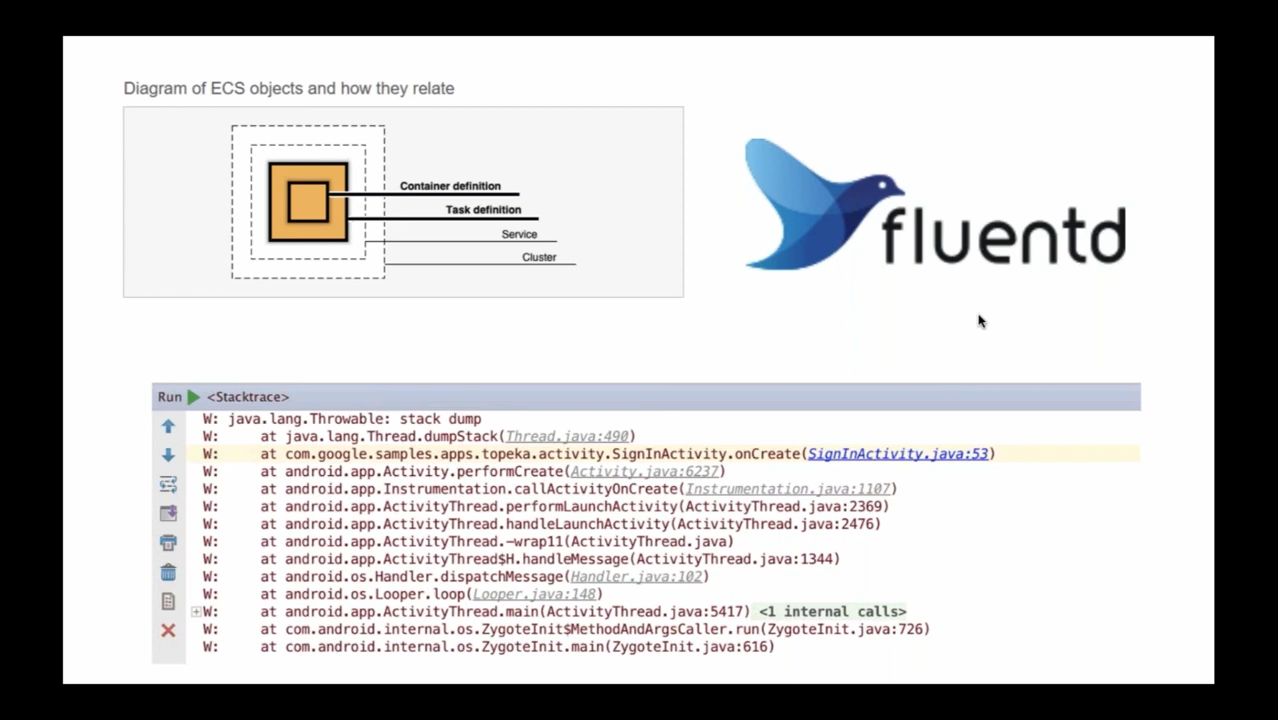 Diagram of ECS objects and how they relate
Container definition
Task definition
Service
Cluster
fluentd
Run <Stacktrace>
W: java.lang.Throwable: stack dump
W: at java.lang.Thread.dumpStack(Thread.java:490)
W: at com.google.samples.apps.topeka.activity.SignInActivity.onCreate(SignInActivity.java:53)
W: at android.app.Activity.performCreate(Activity.java:6237)
W: at android.app.Instrumentation.callActivityOnCreate(Instrumentation.java:1107)
W: at android.app.ActivityThread.performLaunchActivity(ActivityThread.java:2369)
W: at android.app.ActivityThread.handleLaunchActivity(ActivityThread.java:2476)
W: at android.app.ActivityThread.-wrap11(ActivityThread.java)
W: at android.app.ActivityThread$H.handleMessage(ActivityThread.java:1344)
W: at android.os.Handler.dispatchMessage(Handler.java:102)
W: at android.os.Looper.loop(Looper.java:148)
W: at android.app.ActivityThread.main(ActivityThread.java:5417) <1 internal calls>
W: at com.android.internal.os.ZygoteInit$MethodAndArgsCaller.run(ZygoteInit.java:726)
W: at com.android.internal.os.ZygoteInit.main(ZygoteInit.java:616)